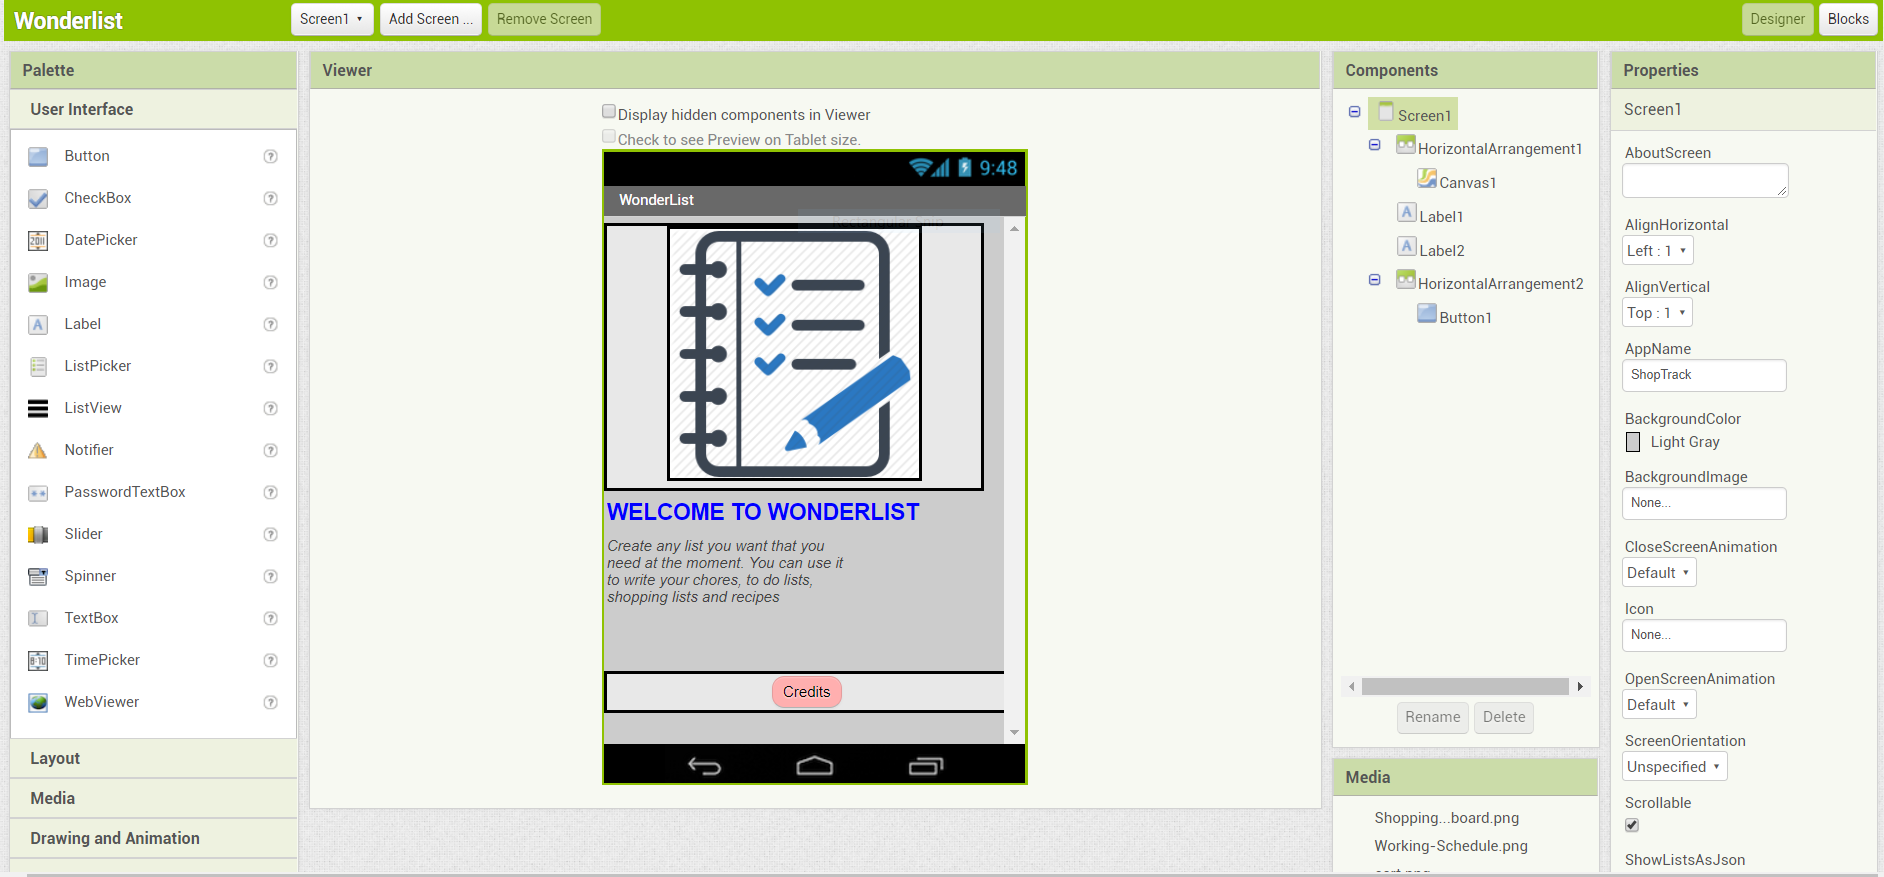 Wonderlist
Screen1
Add Screen ...
Remove Screen
Designer
Blocks
Palette
User Interface
Button
CheckBox
DatePicker
Image
Label
ListPicker
ListView
Notifier
PasswordTextBox
Slider
Spinner
TextBox
TimePicker
WebViewer
Layout
Media
Drawing and Animation
Viewer
Display hidden components in Viewer
Check to see Preview on Tablet size.
9:48
WonderList
Rectangular Snip
WELCOME TO WONDERLIST
Create any list you want that you
need at the moment. You can use it
to write your chores, to do lists,
shopping lists and recipes
Credits
Components
Screen1
HorizontalArrangement1
Canvas1
Label1
Label2
HorizontalArrangement2
Button1
Rename
Delete
Media
Shopping...board.png
Working-Schedule.png
Properties
Screen1
AboutScreen
AlignHorizontal
Left : 1
AlignVertical
Top : 1
AppName
ShopTrack
BackgroundColor
Light Gray
BackgroundImage
None...
CloseScreenAnimation
Default
Icon
None...
OpenScreenAnimation
Default
ScreenOrientation
Unspecified
Scrollable
ShowListsAsJson